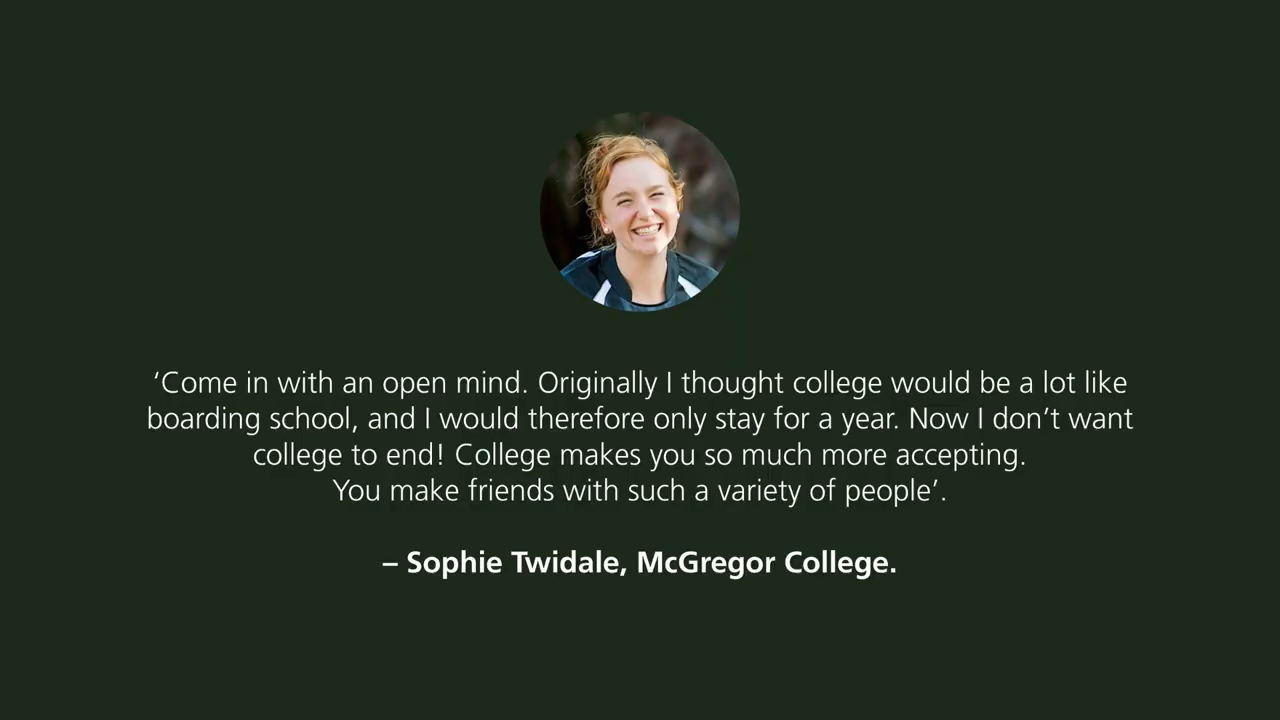 ‘Come in with an open mind. Originally I thought college would be a lot like
boarding school, and I would therefore only stay for a year. Now I don’t want
college to end! College makes you so much more accepting.
You make friends with such a variety of people’.
– Sophie Twidale, McGregor College.